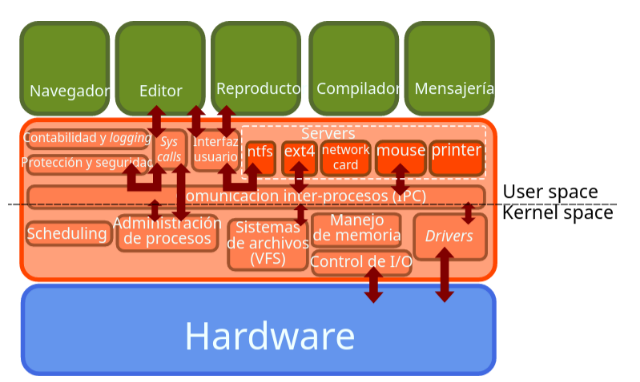 Navegador
Editor
Reproducto
Compilador
Mensajería
Contabilidad y logging
Sys
calls
Interfaz
usuario
Servers
ntfs
ext4
network
card
mouse
printer
Protección y seguridad
omunicacion inter-procesos (IPC)
User space
Kernel space
Scheduling
Administración
de procesos
Sistemas
de archivos
(VFS)
Manejo
de memoria
Control de I/O
Drivers
Hardware